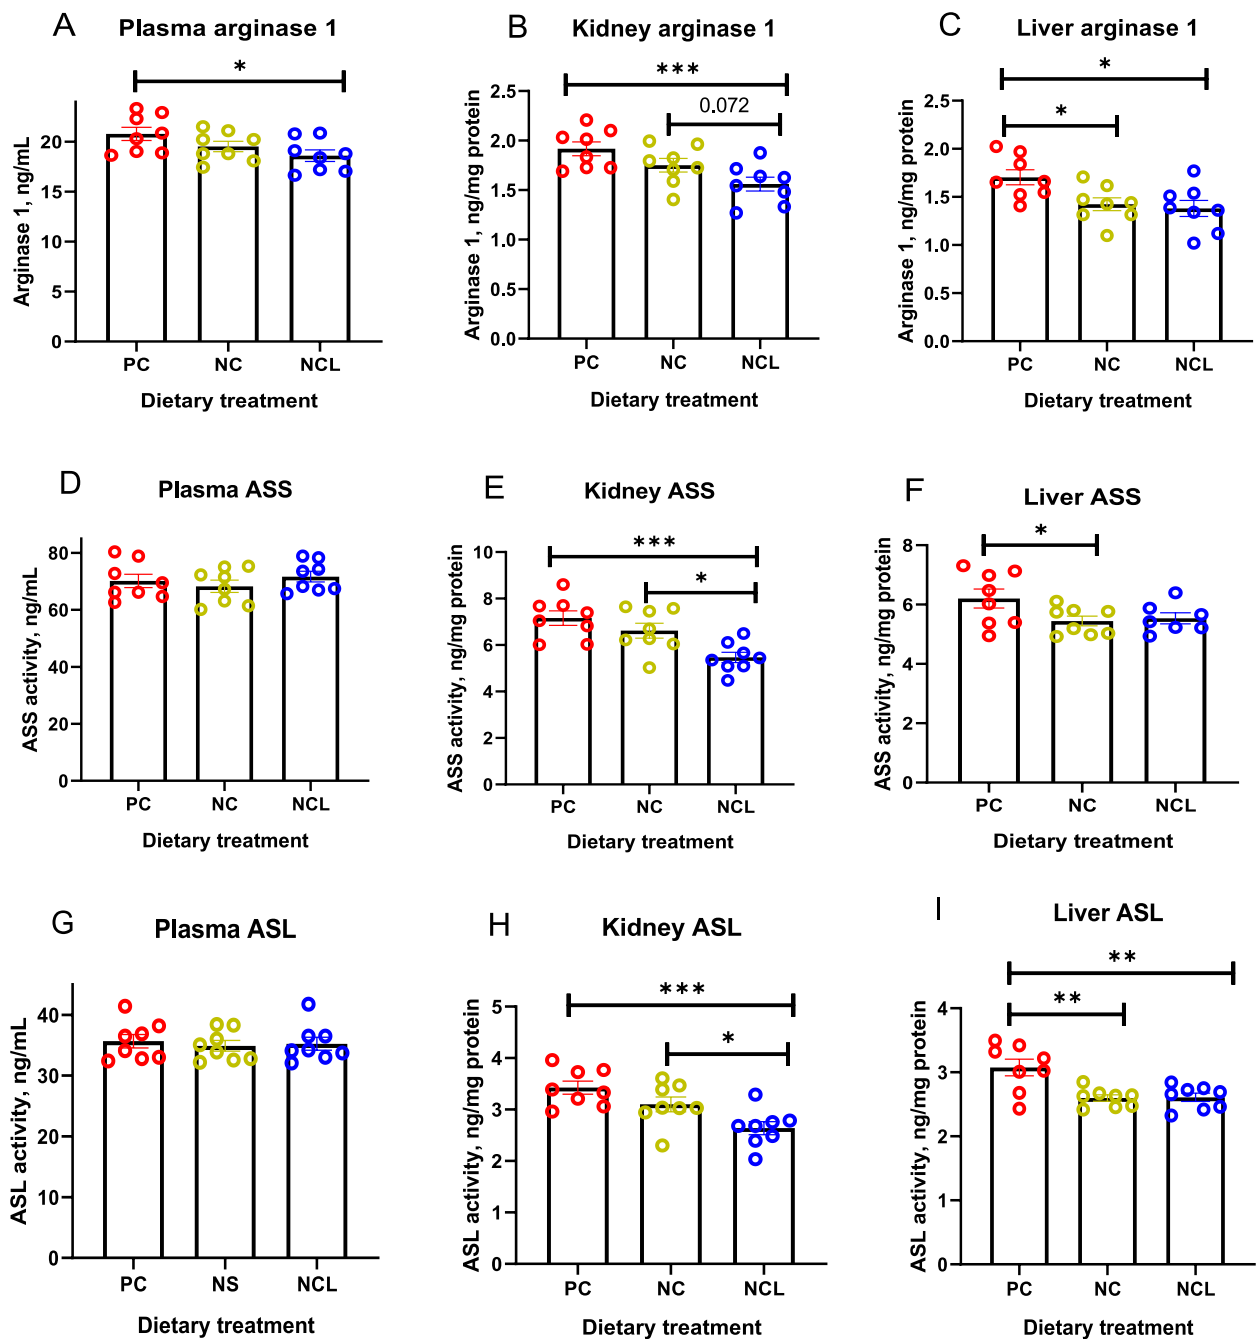 A
Plasma arginase 1
*
Arginase 1, ng/mL
20
15
10
5
0
PC NC NCL
Dietary treatment
B
Kidney arginase 1
***
0.072
Arginase 1, ng/mg protein
2.5
2.0
1.5
1.0
0.5
0.0
PC NC NCL
Dietary treatment
C
Liver arginase 1
*
*
Arginase 1, ng/mg protein
2.5
2.0
1.5
1.0
0.5
0.0
PC NC NCL
Dietary treatment
D
Plasma ASS
ASS activity, ng/mL
80
60
40
20
0
PC NC NCL
Dietary treatment
E
Kidney ASS
***
*
ASS activity, ng/mg protein
10
8
6
4
2
0
PC NC NCL
Dietary treatment
F
Liver ASS
*
ASS activity, ng/mg protein
8
6
4
2
0
PC NC NCL
Dietary treatment
G
Plasma ASL
ASL activity, ng/mL
40
30
20
10
0
PC NS NCL
Dietary treatment
H
Kidney ASL
***
*
ASL activity, ng/mg protein
5
4
3
2
1
0
PC NC NCL
Dietary treatment
I
Liver ASL
**
**
ASL activity, ng/mg protein
4
3
2
1
0
PC NC NCL
Dietary treatment